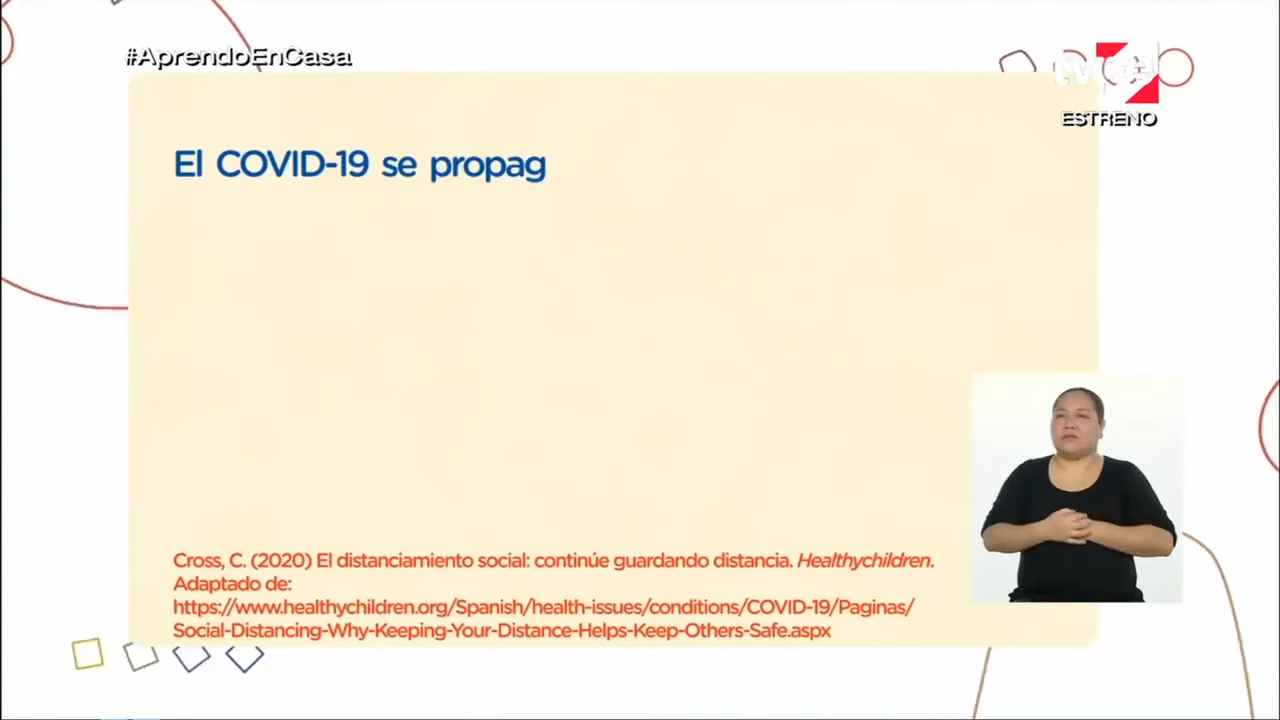 #AprendoEnCasa
ESTRENO
El COVID-19 se propag
Cross, C. (2020) El distanciamiento social: continúe guardando distancia. Healthychildren.
Adaptado de:
https://www.healthychildren.org/Spanish/health-issues/conditions/COVID-19/Paginas/
Social-Distancing-Why-Keeping-Your-Distance-Helps-Keep-Others-Safe.aspx